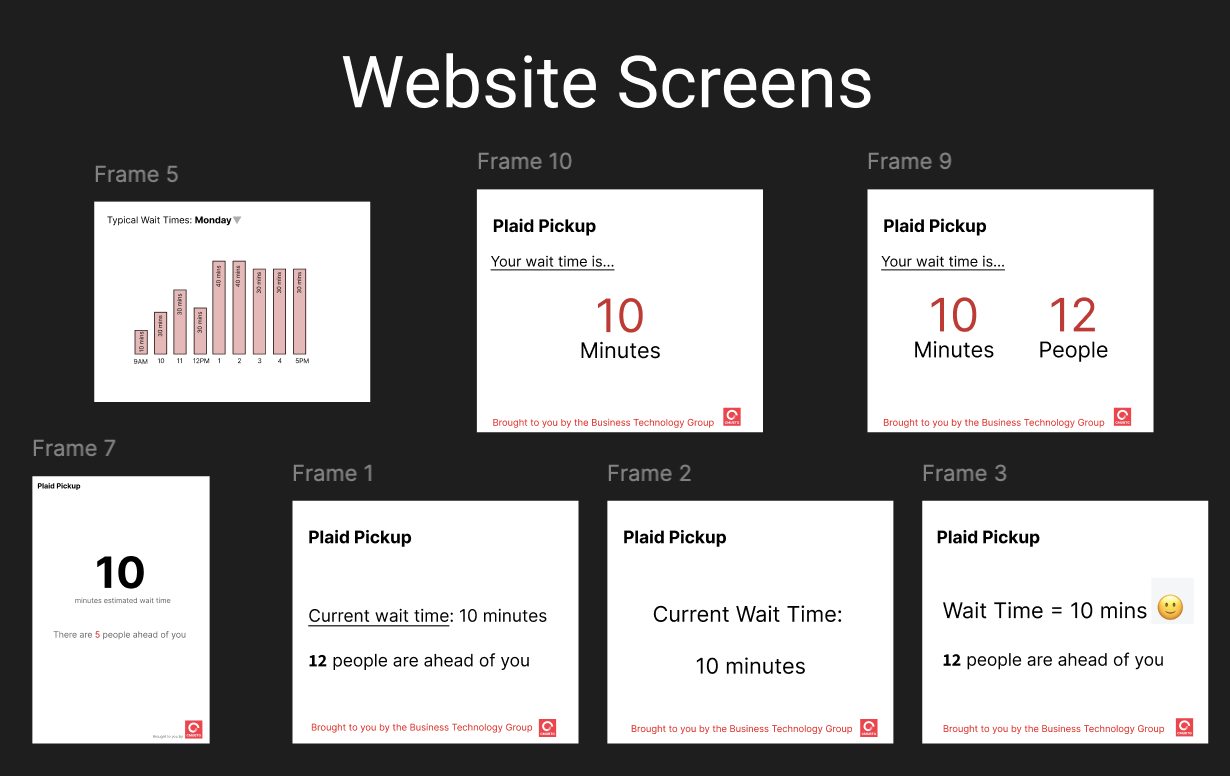 Website Screens
Frame 5
Typical Wait Times: Monday
10 mins
30 mins
30 mins
30 mins
40 mins
40 mins
30 mins
30 mins
30 mins
9AM 10 11 12PM 1 2 3 4 5PM
Frame 10
Plaid Pickup
Your wait time is...
10
Minutes
Brought to you by the Business Technology Group
Frame 9
Plaid Pickup
Your wait time is...
10 12
Minutes People
Brought to you by the Business Technology Group
Frame 7
Plaid Pickup
10
minutes estimated wait time
There are 5 people ahead of you
Brought to you by
Frame 1
Plaid Pickup
Current wait time: 10 minutes
12 people are ahead of you
Brought to you by the Business Technology Group
Frame 2
Plaid Pickup
Current Wait Time:
10 minutes
Brought to you by the Business Technology Group
Frame 3
Plaid Pickup
Wait Time = 10 mins
12 people are ahead of you
Brought to you by the Business Technology Group